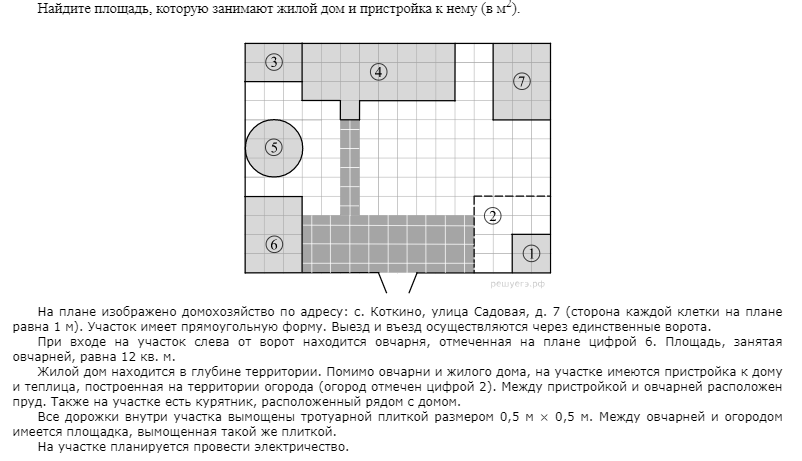 Найдите площадь, которую занимают жилой дом и пристройка к нему (в м²).
3
4
7
5
2
6
1
решуегэ.рф
На плане изображено домохозяйство по адресу: с. Коткино, улица Садовая, д. 7 (сторона каждой клетки на плане
равна 1 м). Участок имеет прямоугольную форму. Выезд и въезд осуществляются через единственные ворота.
При входе на участок слева от ворот находится овчарня, отмеченная на плане цифрой 6. Площадь, занятая
овчарней, равна 12 кв. м.
Жилой дом находится в глубине территории. Помимо овчарни и жилого дома, на участке имеются пристройка к дому
и теплица, построенная на территории огорода (огород отмечен цифрой 2). Между пристройкой и овчарней расположен
пруд. Также на участке есть курятник, расположенный рядом с домом.
Все дорожки внутри участка вымощены тротуарной плиткой размером 0,5 м × 0,5 м. Между овчарней и огородом
имеется площадка, вымощенная такой же плиткой.
На участке планируется провести электричество.